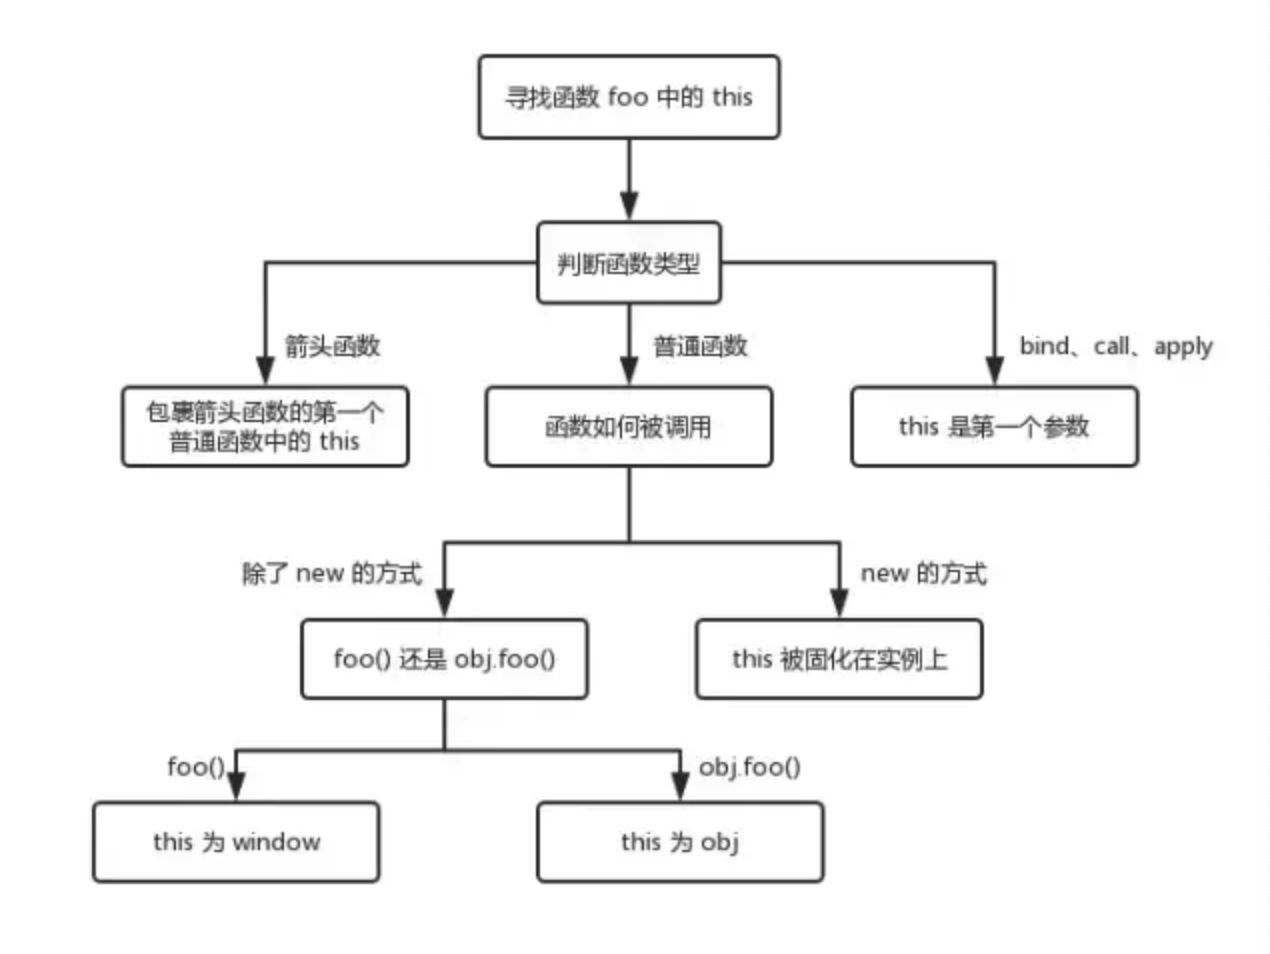 寻找函数 foo 中的 this
判断函数类型
箭头函数
普通函数
bind、call、apply
包裹箭头函数的第一个
普通函数中的 this
函数如何被调用
this 是第一个参数
除了 new 的方式
new 的方式
foo() 还是 obj.foo()
this 被固化在实例上
foo()
obj.foo()
this 为 window
this 为 obj